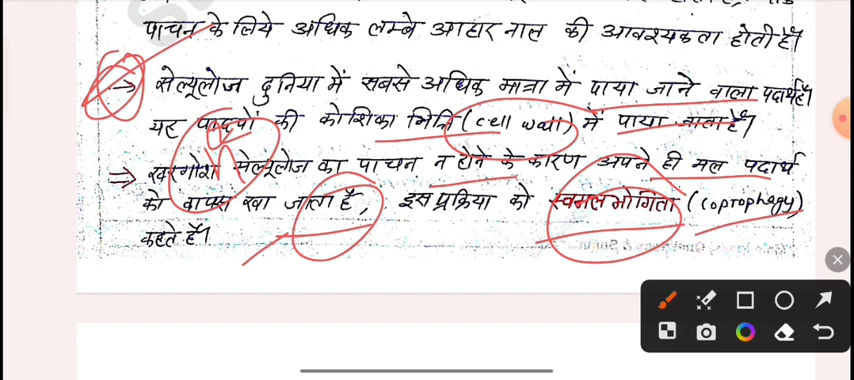 पाचन के लिये अधिक लम्बे आहार नाल की आवश्यकता होती है।
→ सेल्यूलोज दुनिया में सबसे अधिक मात्रा में पाया जाने वाला पदार्थ है।
यह पादपों की कोशिका भित्ति (cell wall) में पाया जाता है।
⇒ खरगोश सेल्यूलोज का पाचन न होने के कारण अपने ही मल पदार्थ
को वापस खा जाता है, इस प्रक्रिया को स्वमलभोगिता (coprophagy)
कहते हैं।